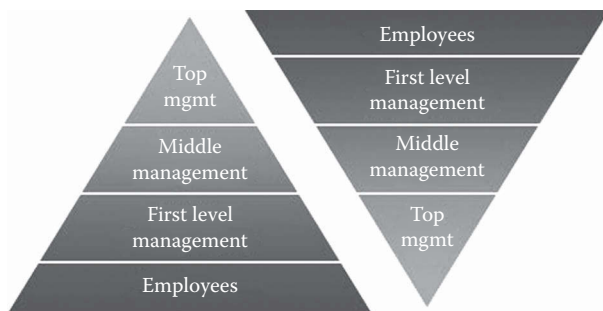 Top
mgmt
Middle
management
First level
management
Employees
Employees
First level
management
Middle
management
Top
mgmt